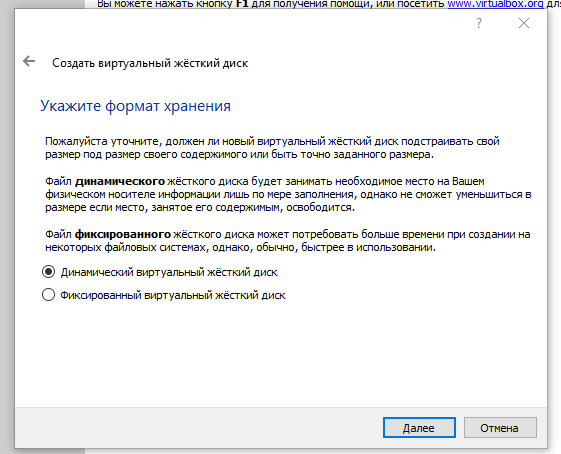 Вы можете нажать кнопку F1 для получения помощи, или посетить www.virtualbox.org для
?
Создать виртуальный жёсткий диск
Укажите формат хранения
Пожалуйста уточните, должен ли новый виртуальный жёсткий диск подстраивать свой
размер под размер своего содержимого или быть точно заданного размера.
Файл динамического жёсткого диска будет занимать необходимое место на Вашем
физическом носителе информации лишь по мере заполнения, однако не сможет уменьшиться в
размере если место, занятое его содержимым, освободится.
Файл фиксированного жёсткого диска может потребовать больше времени при создании на
некоторых файловых системах, однако, обычно, быстрее в использовании.
Динамический виртуальный жёсткий диск
Фиксированный виртуальный жёсткий диск
Далее
Отмена